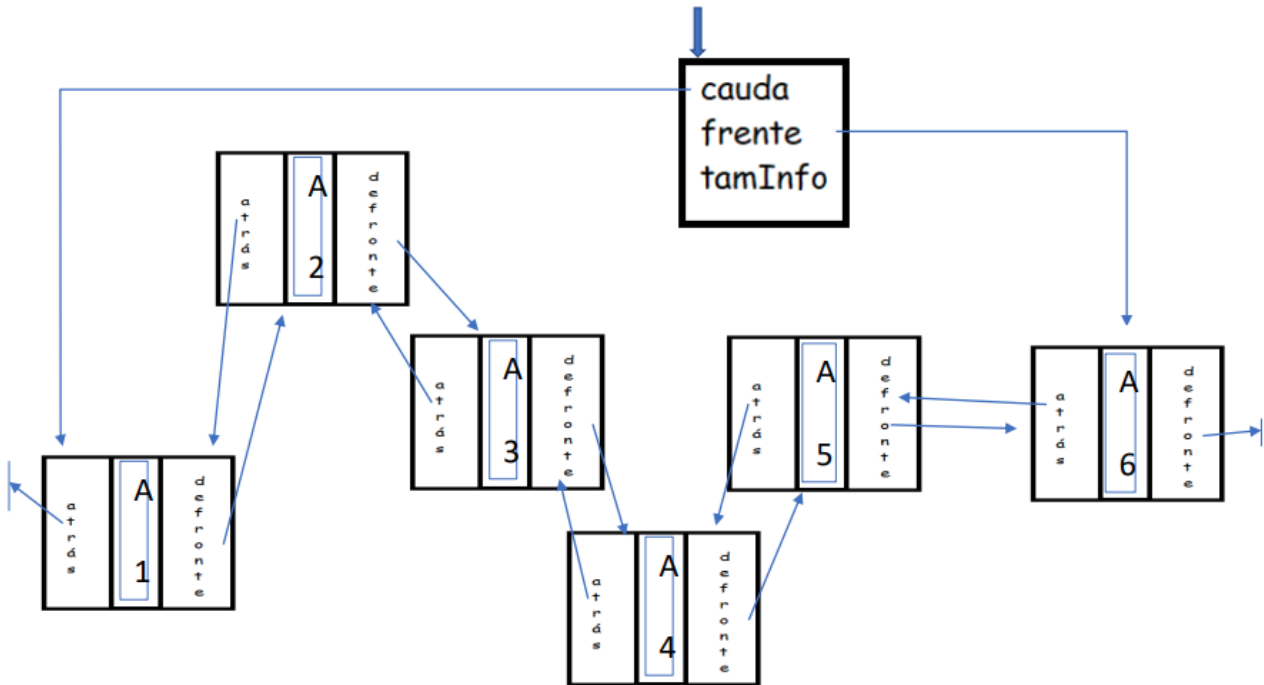 cauda
frente
tamInfo
atrás
A
2
defronte
atrás
A
3
defronte
atrás
A
5
defronte
atrás
A
6
defronte
atrás
A
1
defronte
atrás
A
4
defronte